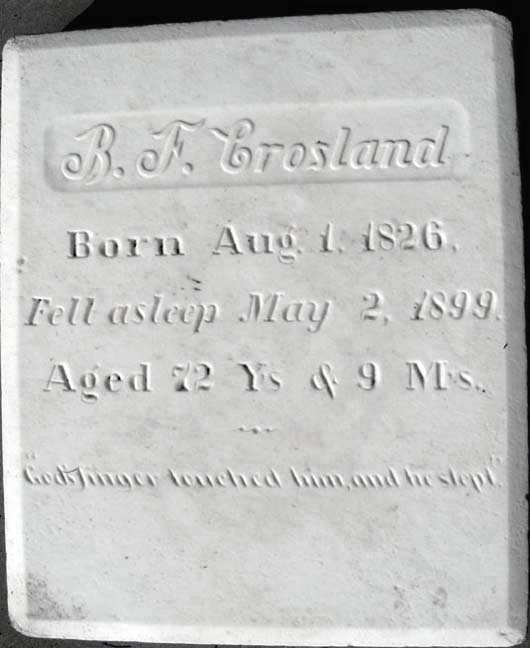 B. F. Crosland
Born Aug. 1, 1826.
Fell asleep May 2, 1899.
Aged 72 Ys & 9 Ms.
"God's finger touched him, and he slept."